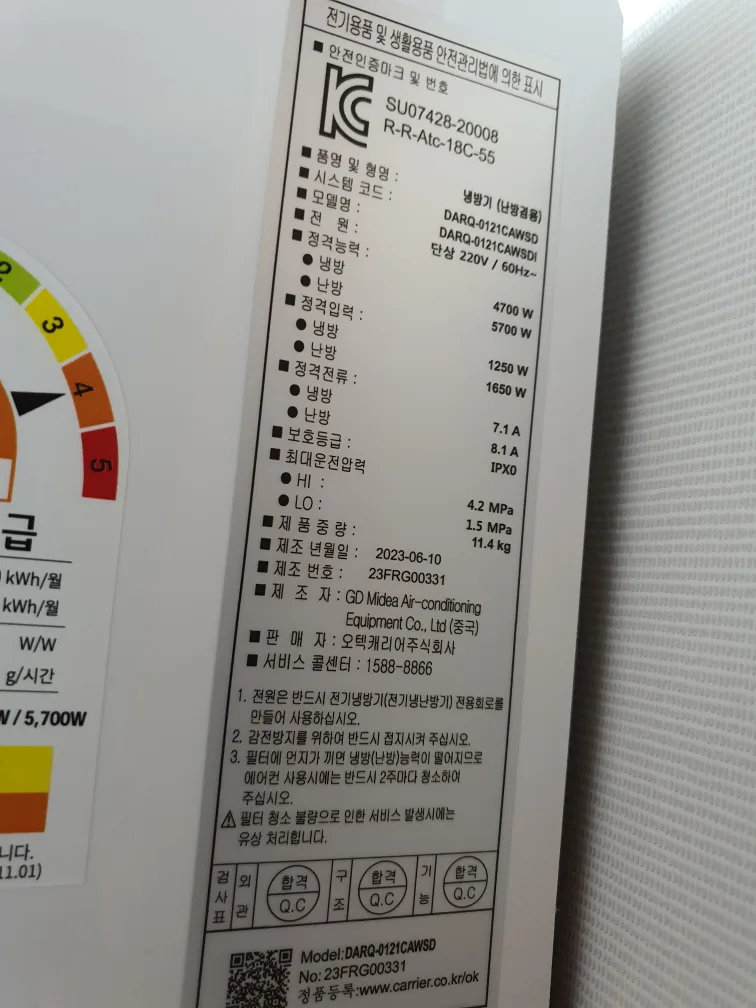 전기용품 및 생활용품 안전관리법에 의한 표시
■ 안전인증마크 및 번호
SU07428-20008
R-R-Atc-18C-55
■ 품명 및 형명 : 냉방기 (난방겸용)
■ 시스템 코드 : DARQ-0121CAWSD
■ 모델명 : DARQ-0121CAWSDI
■ 전 원 : 단상 220V / 60Hz~
■ 정격능력 :
● 냉방 4700 W
● 난방 5700 W
■ 정격입력 :
● 냉방 1250 W
● 난방 1650 W
■ 정격전류 :
● 냉방 7.1 A
● 난방 8.1 A
■ 보호등급 : IPX0
■ 최대운전압력
● HI : 4.2 MPa
● LO : 1.5 MPa
■ 제 품 중 량 : 11.4 kg
■ 제조 년월일 : 2023-06-10
■ 제조 번호 : 23FRG00331
■ 제 조 자 : GD Midea Air-conditioning
Equipment Co., Ltd (중국)
■ 판 매 자 : 오텍캐리어주식회사
■ 서비스 콜센터 : 1588-8866
1. 전원은 반드시 전기냉방기(전기냉난방기) 전용회로를
만들어 사용하십시오.
2. 감전방지를 위하여 반드시 접지시켜 주십시오.
3. 필터에 먼지가 끼면 냉방(난방)능력이 떨어지므로
에어컨 사용시에는 반드시 2주마다 청소하여
주십시오.
⚠ 필터 청소 불량으로 인한 서비스 발생시에는
유상 처리합니다.
검사표 외관 합격 Q.C 구조 합격 Q.C 기능 합격 Q.C
Model:DARQ-0121CAWSD
No: 23FRG00331
정품등록:www.carrier.co.kr/ok
2
3
4
5
급
kWh/월
kWh/월
W/W
g/시간
W / 5,700W
니다.
11.01)